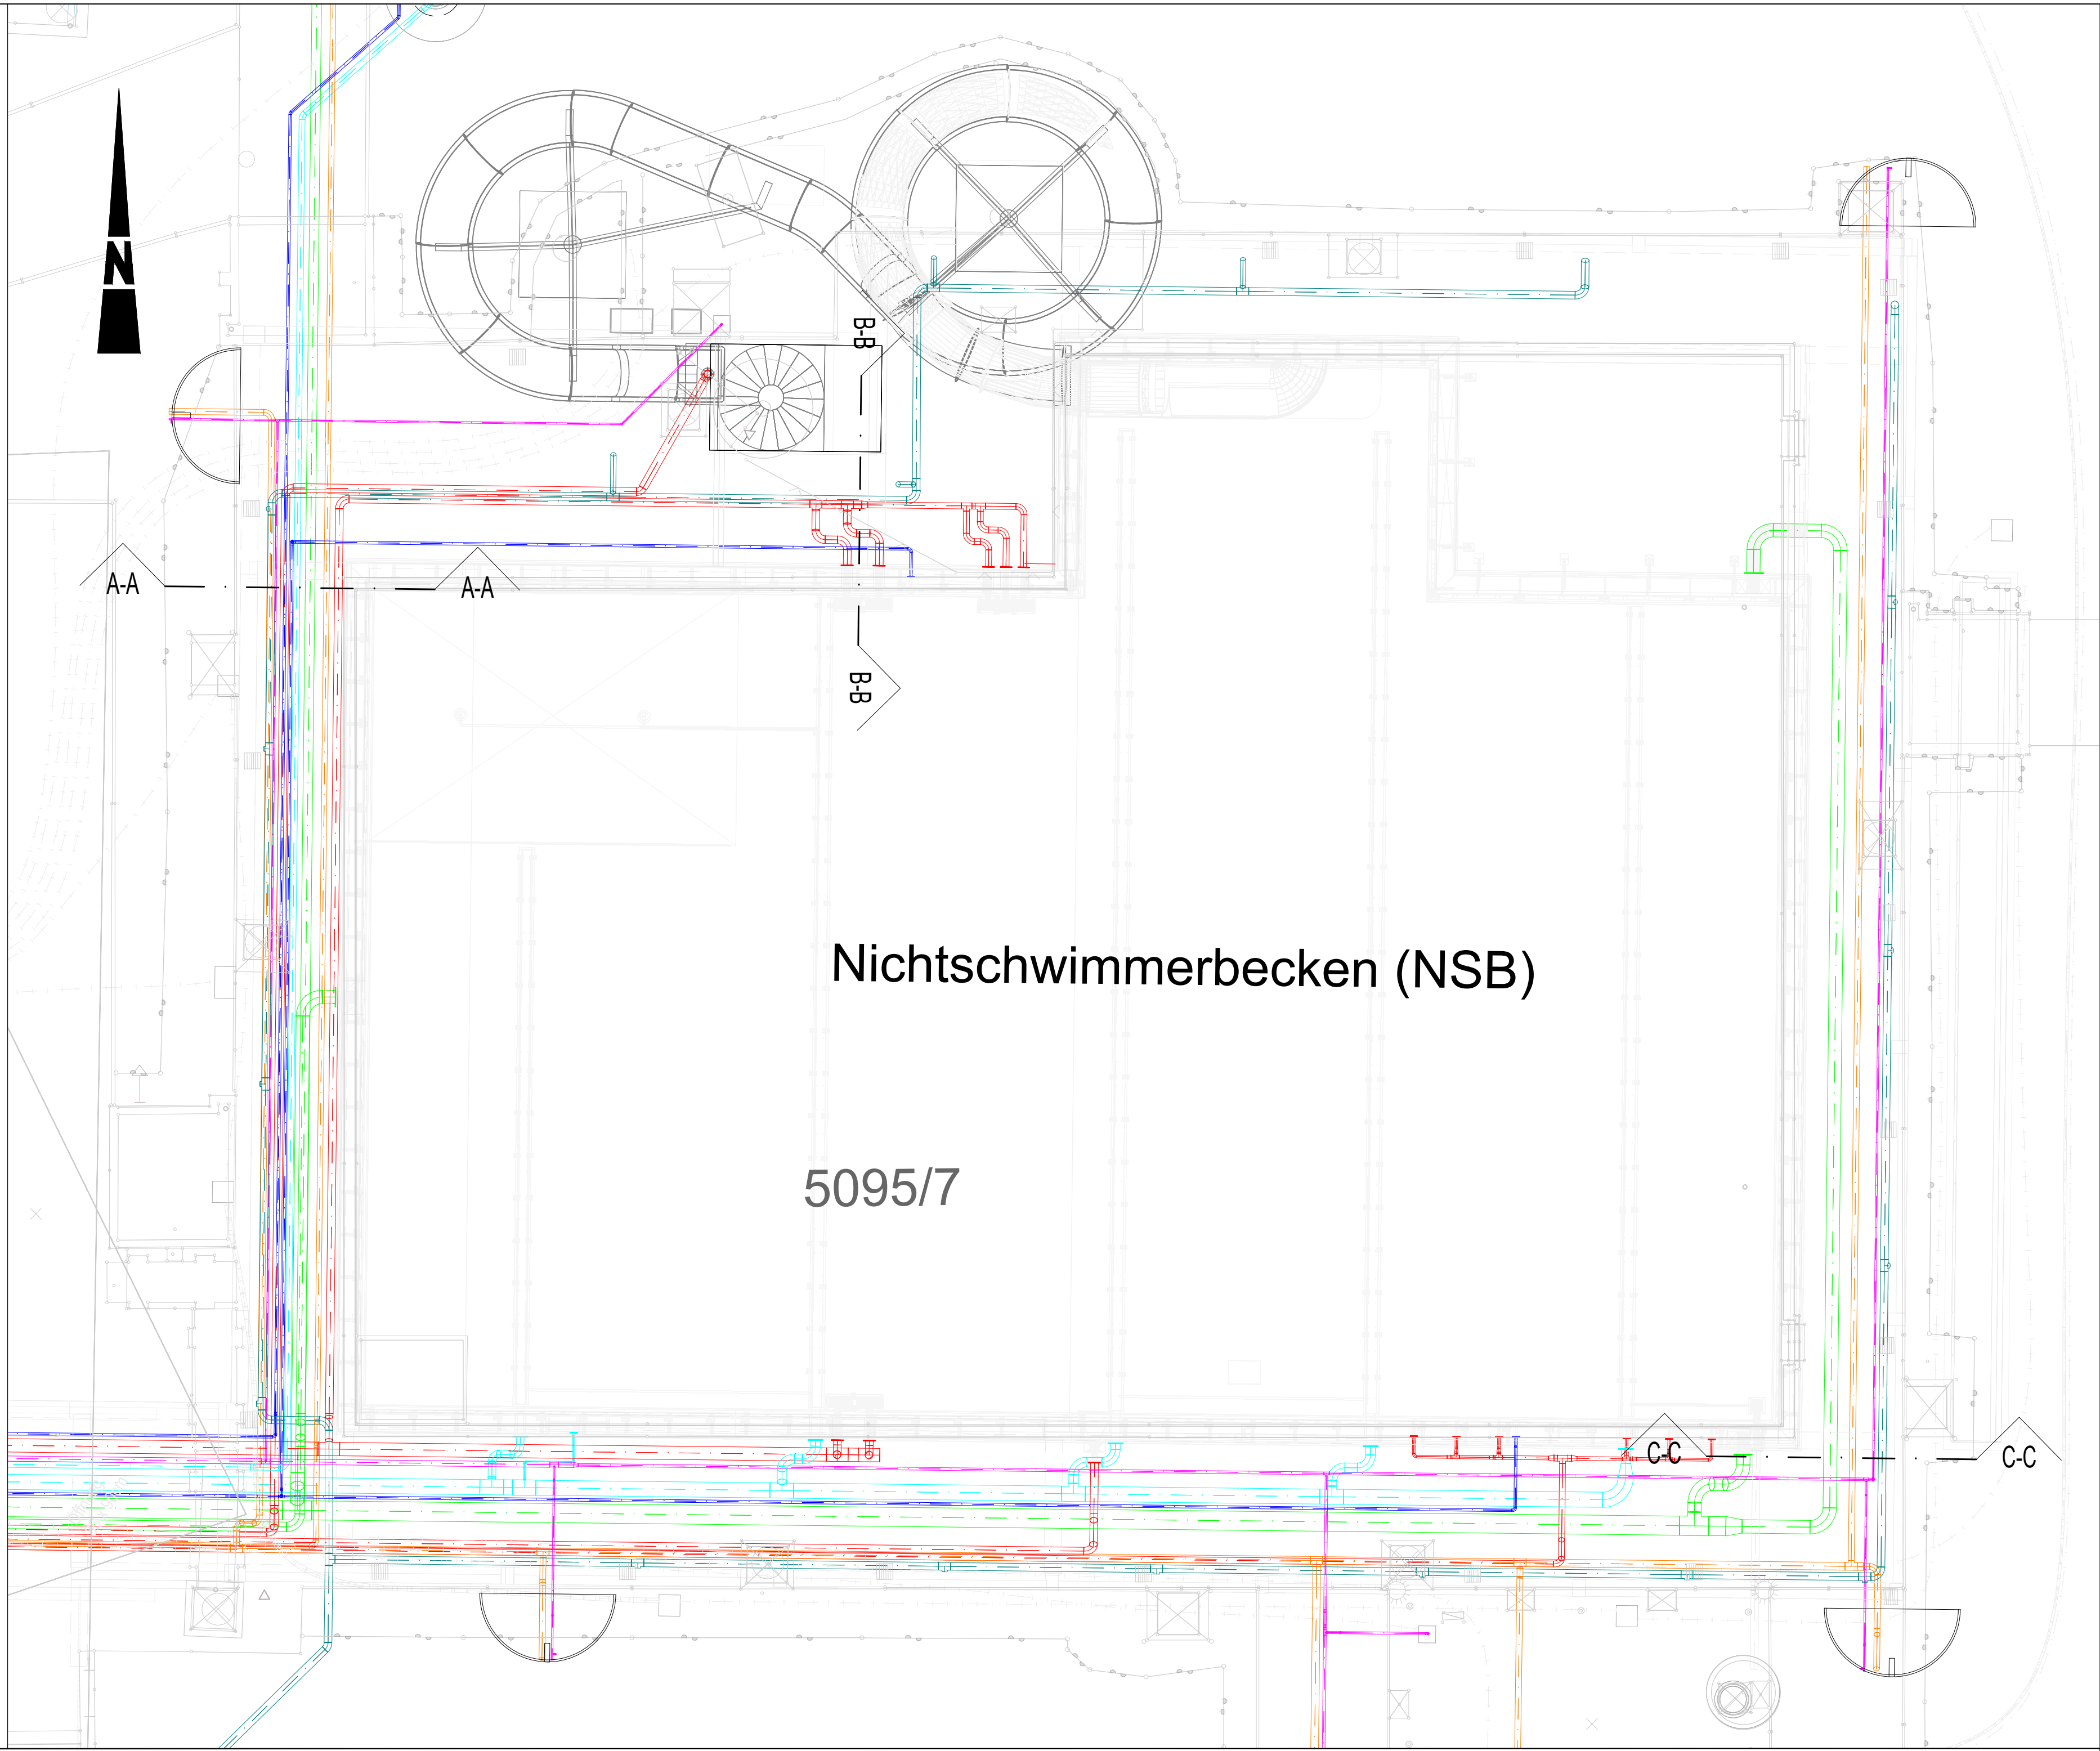 N
B-B
A-A
A-A
B-B
Nichtschwimmerbecken (NSB)
5095/7
C-C
C-C